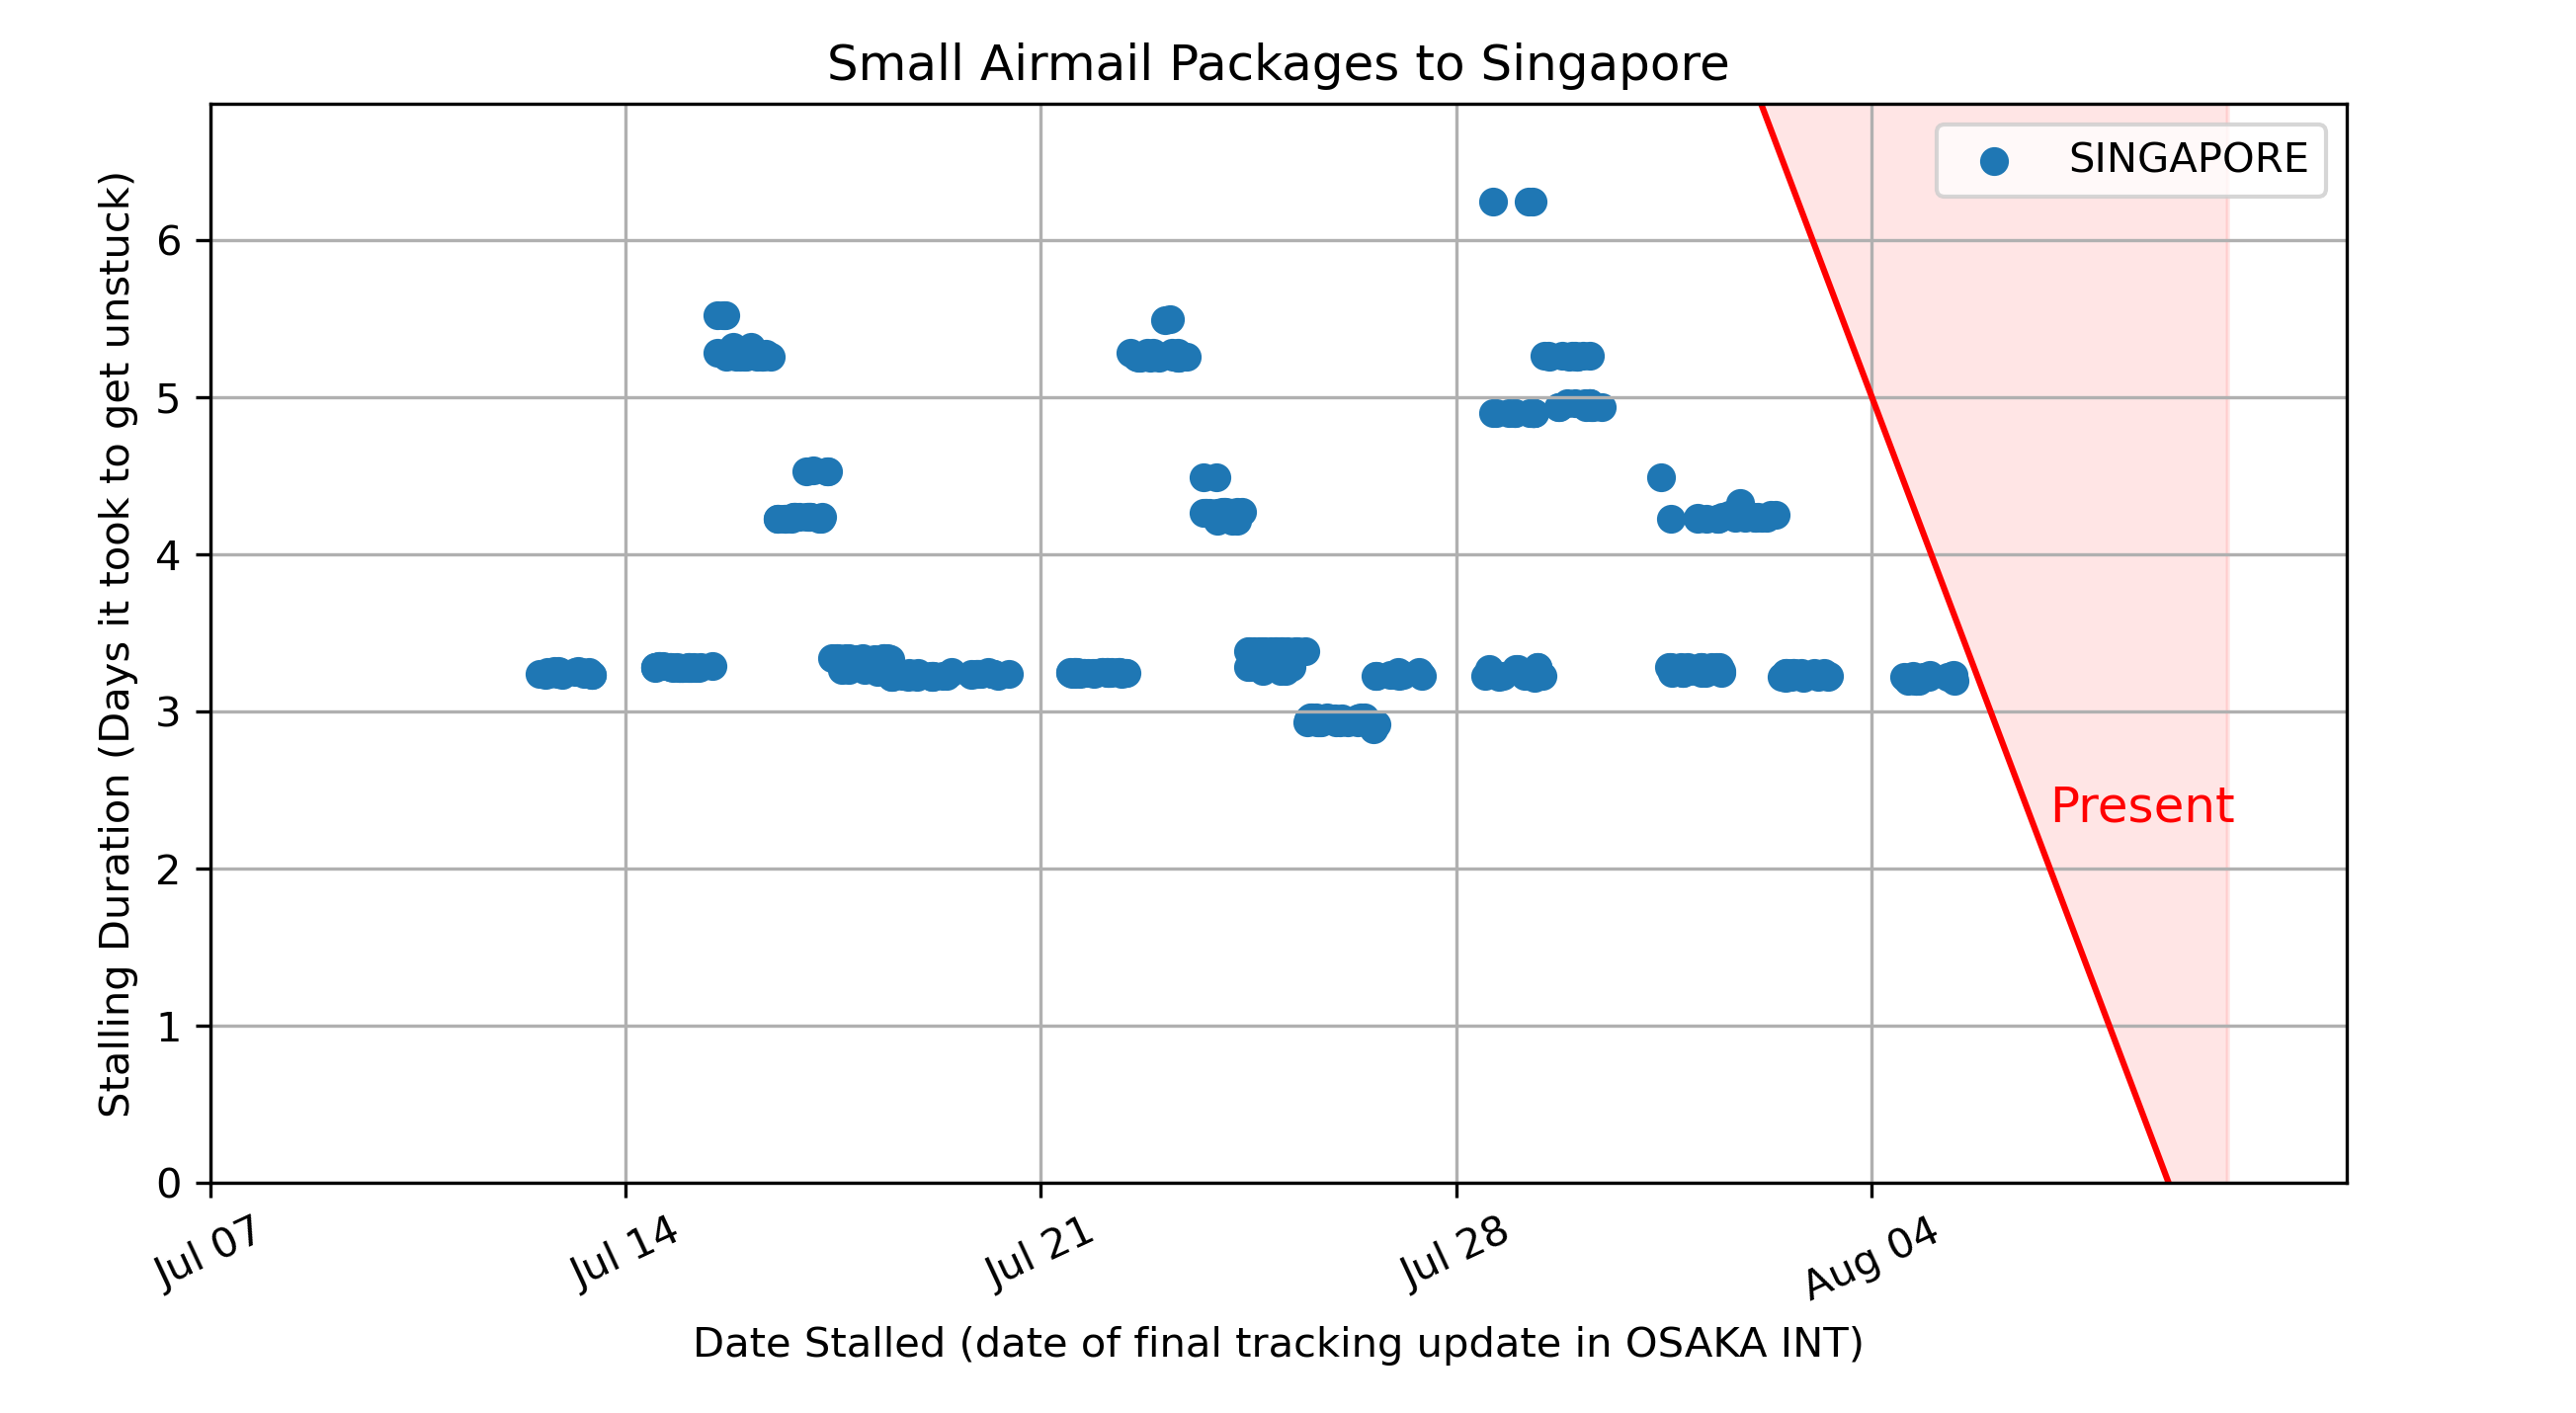 Small Airmail Packages to Singapore
SINGAPORE
Stalling Duration (Days it took to get unstuck)
6
5
4
3
2
1
0
Present
Jul 07
Jul 14
Jul 21
Jul 28
Aug 04
Date Stalled (date of final tracking update in OSAKA INT)